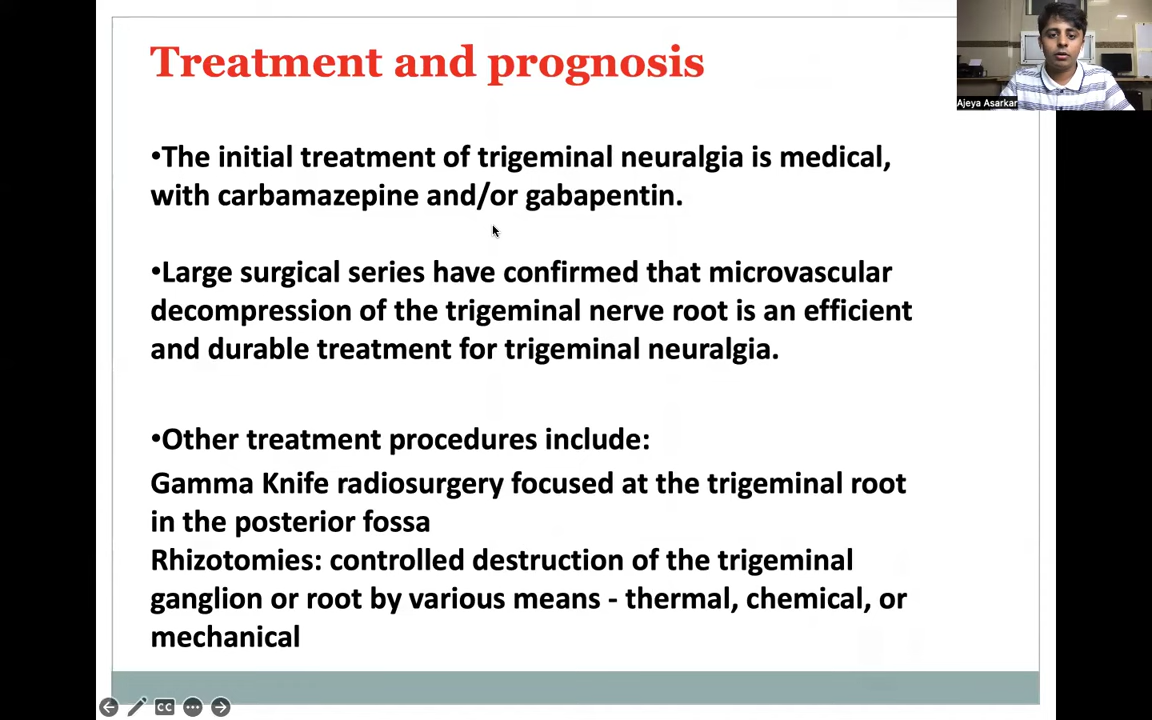 Treatment and prognosis
Ajeya Asarkar
•The initial treatment of trigeminal neuralgia is medical,
with carbamazepine and/or gabapentin.
•Large surgical series have confirmed that microvascular
decompression of the trigeminal nerve root is an efficient
and durable treatment for trigeminal neuralgia.
•Other treatment procedures include:
Gamma Knife radiosurgery focused at the trigeminal root
in the posterior fossa
Rhizotomies: controlled destruction of the trigeminal
ganglion or root by various means - thermal, chemical, or
mechanical
CC